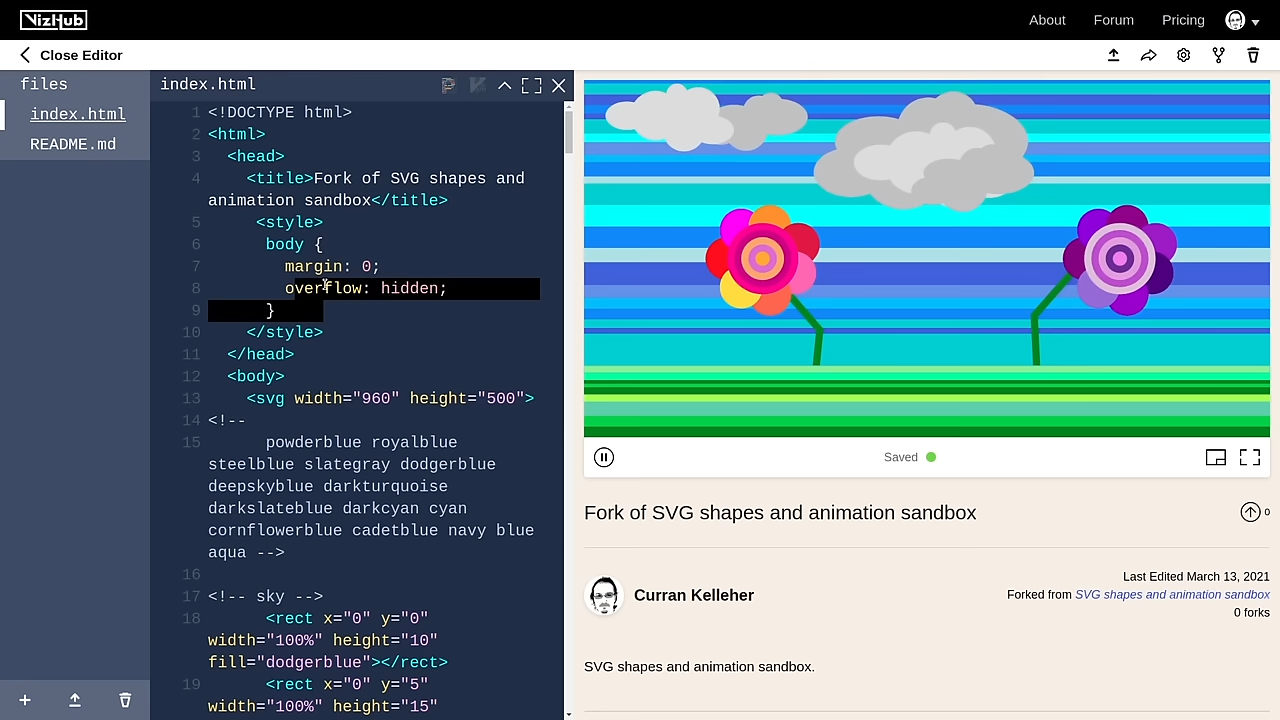 VizHub
About
Forum
Pricing
Close Editor
files
index.html
README.md
index.html
1 <!DOCTYPE html>
2 <html>
3 <head>
4 <title>Fork of SVG shapes and
animation sandbox</title>
5 <style>
6 body {
7 margin: 0;
8 overflow: hidden;
9 }
10 </style>
11 </head>
12 <body>
13 <svg width="960" height="500">
14 <!--
15 powderblue royalblue
steelblue slategray dodgerblue
deepskyblue darkturquoise
darkslateblue darkcyan cyan
cornflowerblue cadetblue navy blue
aqua -->
16
17 <!-- sky -->
18 <rect x="0" y="0"
width="100%" height="10"
fill="dodgerblue"></rect>
19 <rect x="0" y="5"
width="100%" height="15"
Saved
Fork of SVG shapes and animation sandbox
0
Curran Kelleher
Last Edited March 13, 2021
Forked from SVG shapes and animation sandbox
0 forks
SVG shapes and animation sandbox.